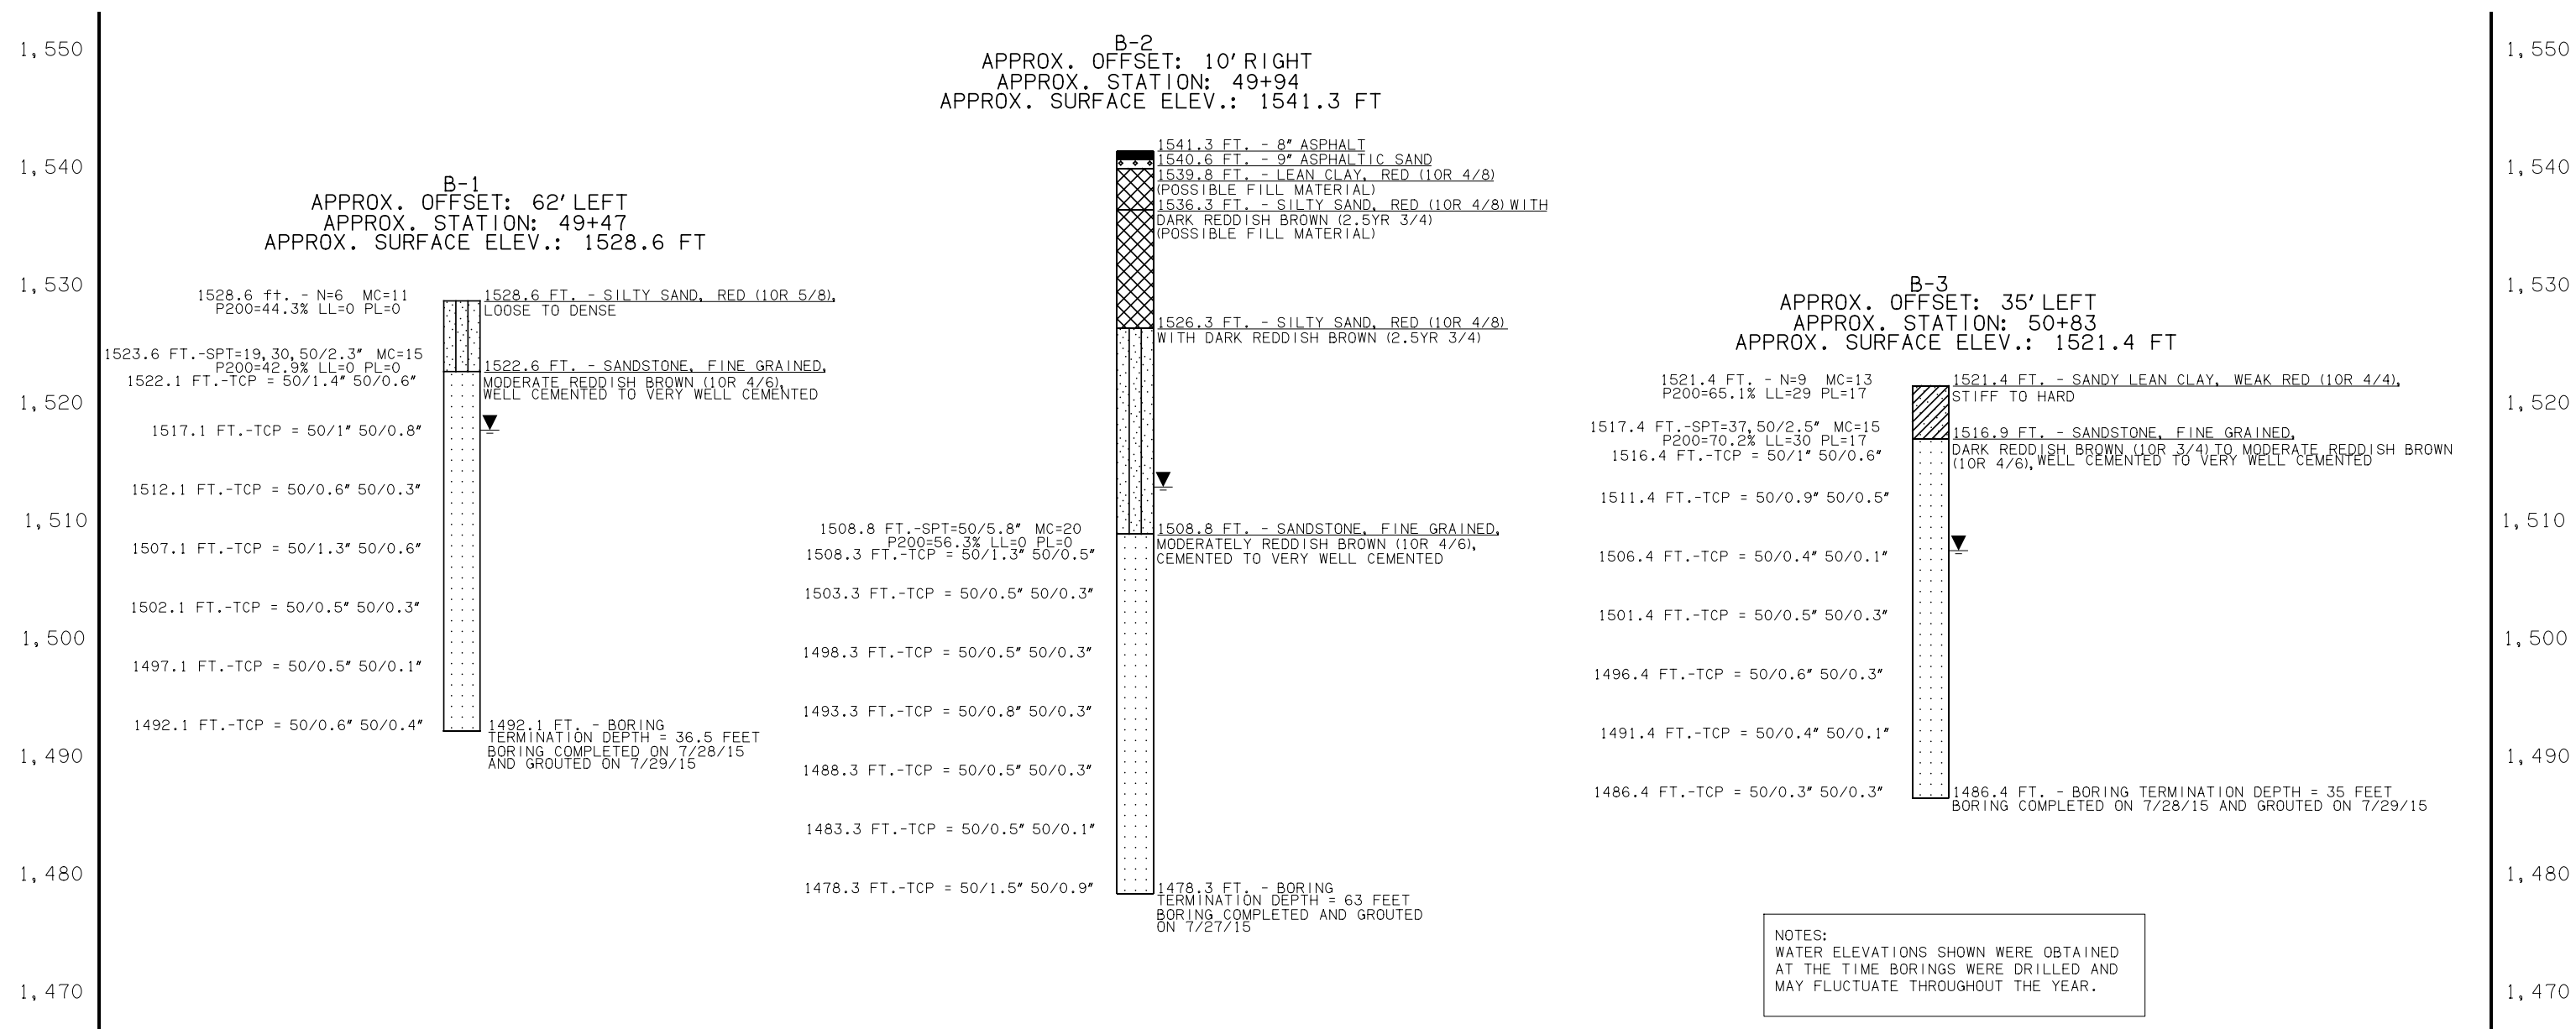 1,550
1,540
1,530
1,520
1,510
1,500
1,490
1,480
1,470
B-1
APPROX. OFFSET: 62' LEFT
APPROX. STATION: 49+47
APPROX. SURFACE ELEV.: 1528.6 FT
1528.6 ft. - N=6 MC=11
P200=44.3% LL=0 PL=0
1523.6 FT.-SPT=19,30,50/2.3" MC=15
P200=42.9% LL=0 PL=0
1522.1 FT.-TCP = 50/1.4" 50/0.6"
1517.1 FT.-TCP = 50/1" 50/0.8"
1512.1 FT.-TCP = 50/0.6" 50/0.3"
1507.1 FT.-TCP = 50/1.3" 50/0.6"
1502.1 FT.-TCP = 50/0.5" 50/0.3"
1497.1 FT.-TCP = 50/0.5" 50/0.1"
1492.1 FT.-TCP = 50/0.6" 50/0.4"
1528.6 FT. - SILTY SAND, RED (10R 5/8),
LOOSE TO DENSE
1522.6 FT. - SANDSTONE, FINE GRAINED,
MODERATE REDDISH BROWN (10R 4/6),
WELL CEMENTED TO VERY WELL CEMENTED
1492.1 FT. - BORING
TERMINATION DEPTH = 36.5 FEET
BORING COMPLETED ON 7/28/15
AND GROUTED ON 7/29/15
B-2
APPROX. OFFSET: 10' RIGHT
APPROX. STATION: 49+94
APPROX. SURFACE ELEV.: 1541.3 FT
1508.8 FT.-SPT=50/5.8" MC=20
P200=56.3% LL=0 PL=0
1508.3 FT.-TCP = 50/1.3" 50/0.5"
1503.3 FT.-TCP = 50/0.5" 50/0.3"
1498.3 FT.-TCP = 50/0.5" 50/0.3"
1493.3 FT.-TCP = 50/0.8" 50/0.3"
1488.3 FT.-TCP = 50/0.5" 50/0.3"
1483.3 FT.-TCP = 50/0.5" 50/0.1"
1478.3 FT.-TCP = 50/1.5" 50/0.9"
1541.3 FT. - 8" ASPHALT
1540.6 FT. - 9" ASPHALTIC SAND
1539.8 FT. - LEAN CLAY, RED (10R 4/8)
(POSSIBLE FILL MATERIAL)
1536.3 FT. - SILTY SAND, RED (10R 4/8) WITH
DARK REDDISH BROWN (2.5YR 3/4)
(POSSIBLE FILL MATERIAL)
1526.3 FT. - SILTY SAND, RED (10R 4/8)
WITH DARK REDDISH BROWN (2.5YR 3/4)
1508.8 FT. - SANDSTONE, FINE GRAINED,
MODERATELY REDDISH BROWN (10R 4/6),
CEMENTED TO VERY WELL CEMENTED
1478.3 FT. - BORING
TERMINATION DEPTH = 63 FEET
BORING COMPLETED AND GROUTED
ON 7/27/15
B-3
APPROX. OFFSET: 35' LEFT
APPROX. STATION: 50+83
APPROX. SURFACE ELEV.: 1521.4 FT
1521.4 FT. - N=9 MC=13
P200=65.1% LL=29 PL=17
1517.4 FT.-SPT=37,50/2.5" MC=15
P200=70.2% LL=30 PL=17
1516.4 FT.-TCP = 50/1" 50/0.6"
1511.4 FT.-TCP = 50/0.9" 50/0.5"
1506.4 FT.-TCP = 50/0.4" 50/0.1"
1501.4 FT.-TCP = 50/0.5" 50/0.3"
1496.4 FT.-TCP = 50/0.6" 50/0.3"
1491.4 FT.-TCP = 50/0.4" 50/0.1"
1486.4 FT.-TCP = 50/0.3" 50/0.3"
1521.4 FT. - SANDY LEAN CLAY, WEAK RED (10R 4/4),
STIFF TO HARD
1516.9 FT. - SANDSTONE, FINE GRAINED,
DARK REDDISH BROWN (10R 3/4) TO MODERATE REDDISH BROWN
(10R 4/6), WELL CEMENTED TO VERY WELL CEMENTED
1486.4 FT. - BORING TERMINATION DEPTH = 35 FEET
BORING COMPLETED ON 7/28/15 AND GROUTED ON 7/29/15
NOTES:
WATER ELEVATIONS SHOWN WERE OBTAINED
AT THE TIME BORINGS WERE DRILLED AND
MAY FLUCTUATE THROUGHOUT THE YEAR.
1,550
1,540
1,530
1,520
1,510
1,500
1,490
1,480
1,470